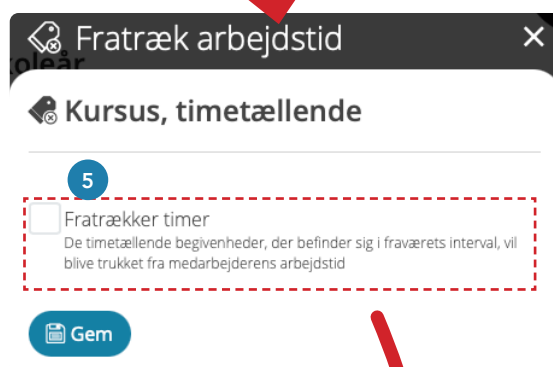 Fratræk arbejdstid
oleår
Kursus, timetællende
5
Fratrækker timer
De timetællende begivenheder, der befinder sig i fraværets interval, vil
blive trukket fra medarbejderens arbejdstid
Gem